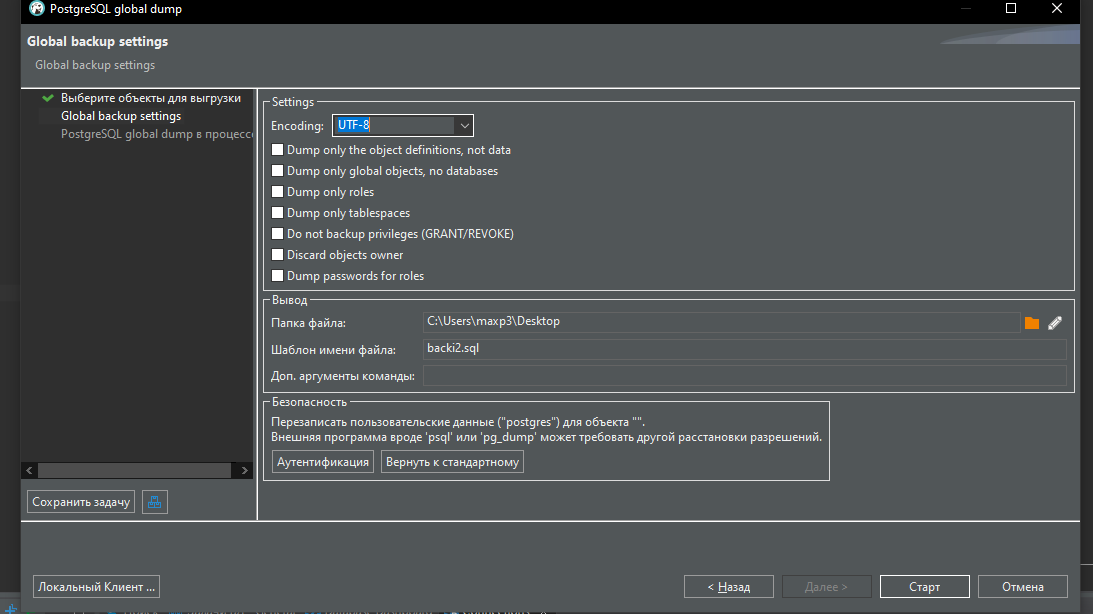 PostgreSQL global dump
Global backup settings
Global backup settings
Выберите объекты для выгрузки
Global backup settings
PostgreSQL global dump в процессе
Settings
Encoding: UTF-8
Dump only the object definitions, not data
Dump only global objects, no databases
Dump only roles
Dump only tablespaces
Do not backup privileges (GRANT/REVOKE)
Discard objects owner
Dump passwords for roles
Вывод
Папка файла: C:\Users\maxp3\Desktop
Шаблон имени файла: backi2.sql
Доп. аргументы команды:
Безопасность
Перезаписать пользовательские данные ("postgres") для объекта "".
Внешняя программа вроде 'psql' или 'pg_dump' может требовать другой расстановки разрешений.
Аутентификация Вернуть к стандартному
Сохранить задачу
Локальный Клиент ... < Назад Далее > Старт Отмена